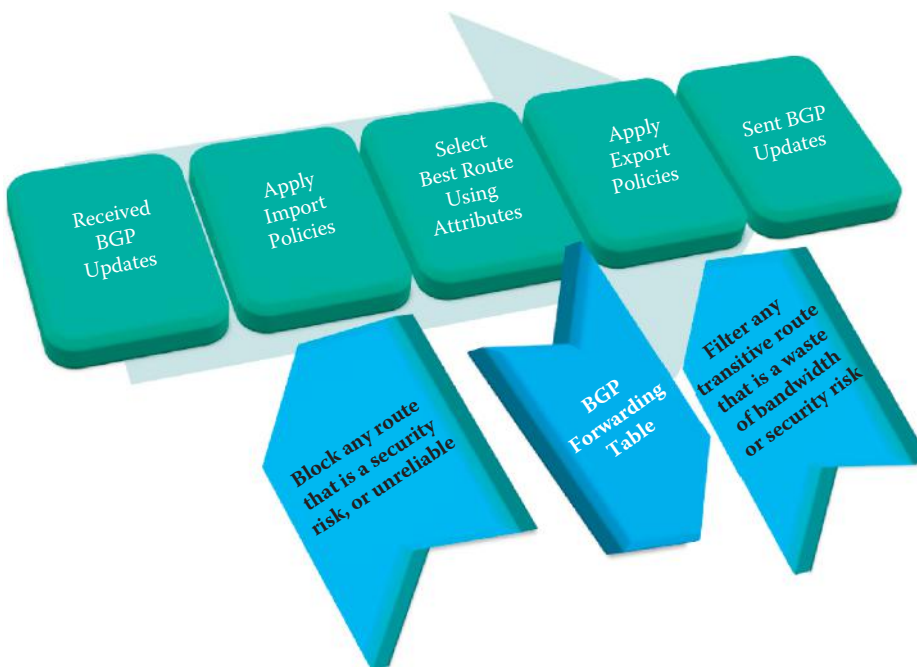 Received
BGP
Updates
Apply
Import
Policies
Select
Best Route
Using
Attributes
Apply
Export
Policies
Sent BGP
Updates
Block any route
that is a security
risk, or unreliable
BGP
Forwarding
Table
Filter any
transitive route
that is a waste
of bandwidth
or security risk